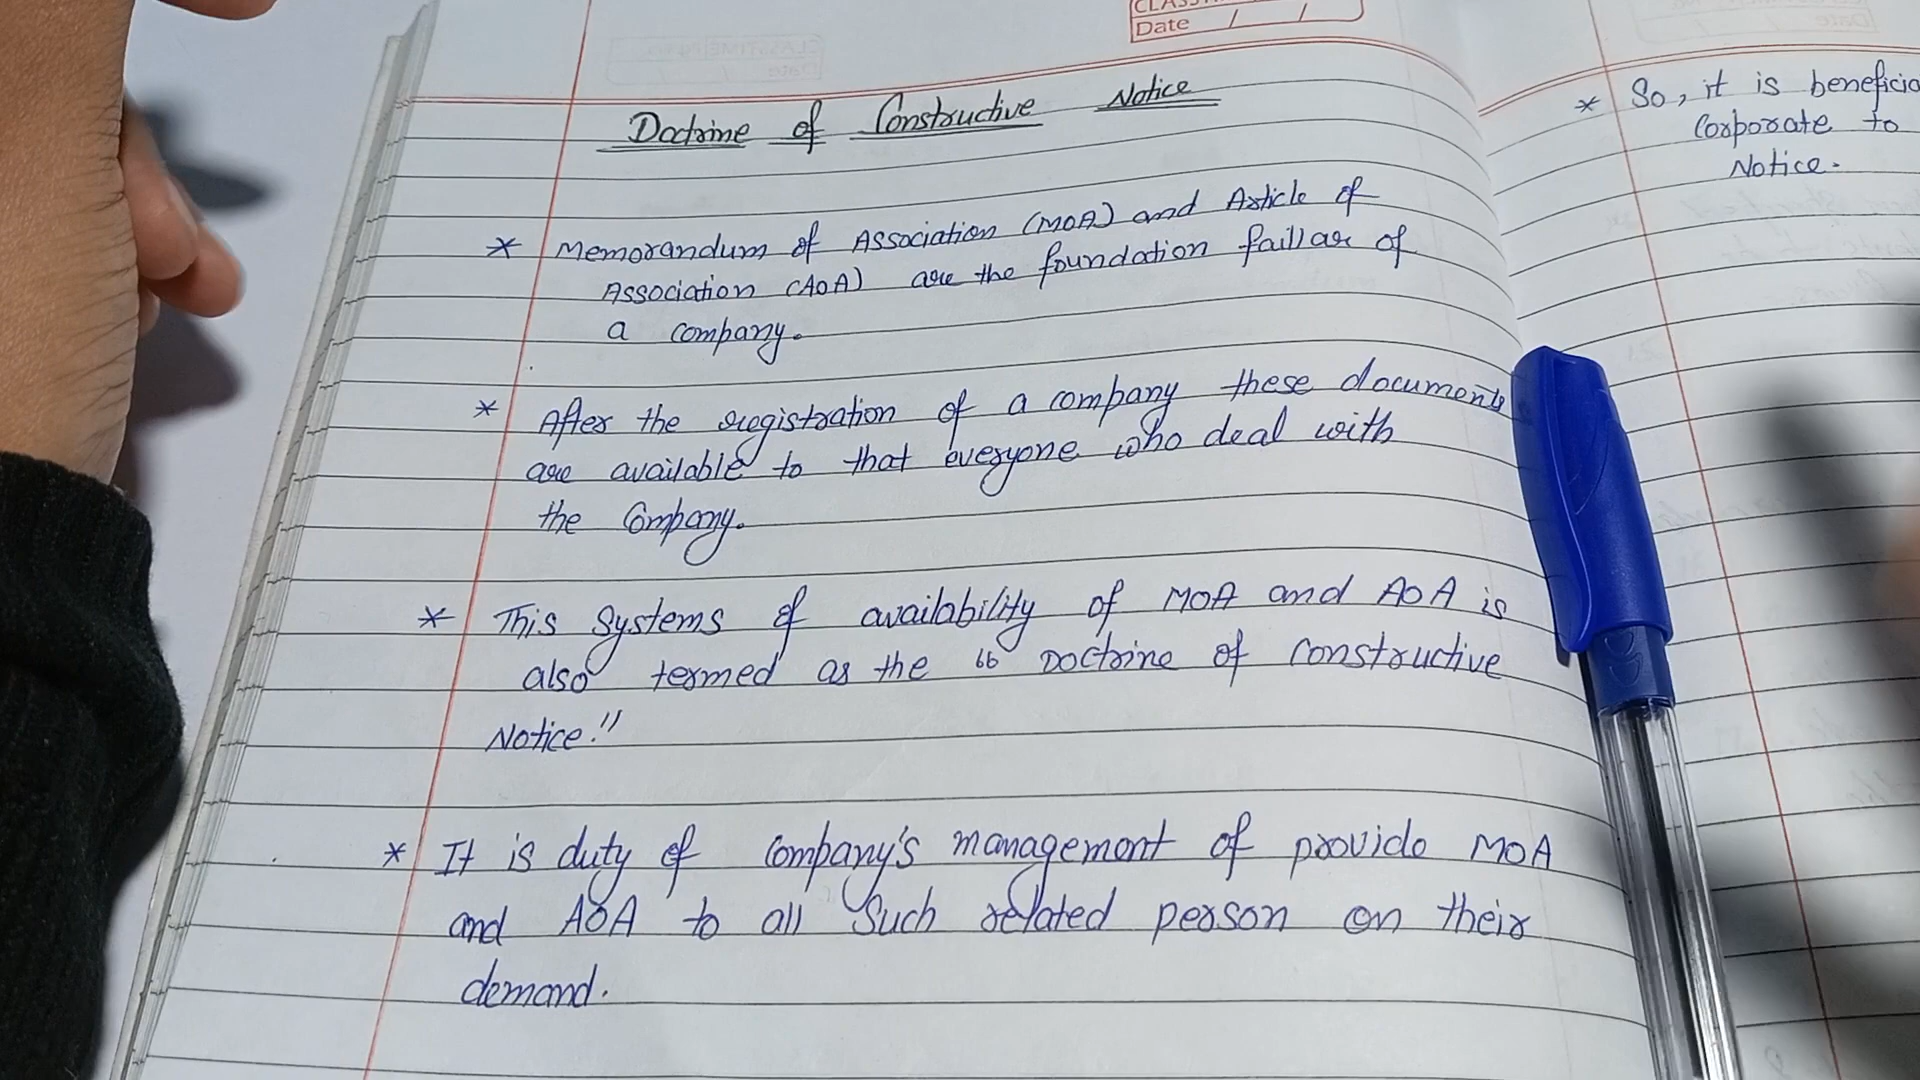 Date / /
Doctrine of Constructive Notice
* Memorandum of Association (MOA) and Article of
Association (AOA) are the foundation faillar of
a company.
* After the registration of a company these documents
are available to that everyone who deal with
the Company.
* This Systems of availability of MOA and AOA is
also termed as the “ Doctrine of constructive
Notice."
* It is duty of Company's management of provide MOA
and AOA to all Such related person on their
demand.
* So, it is
Corporate to
Notice.